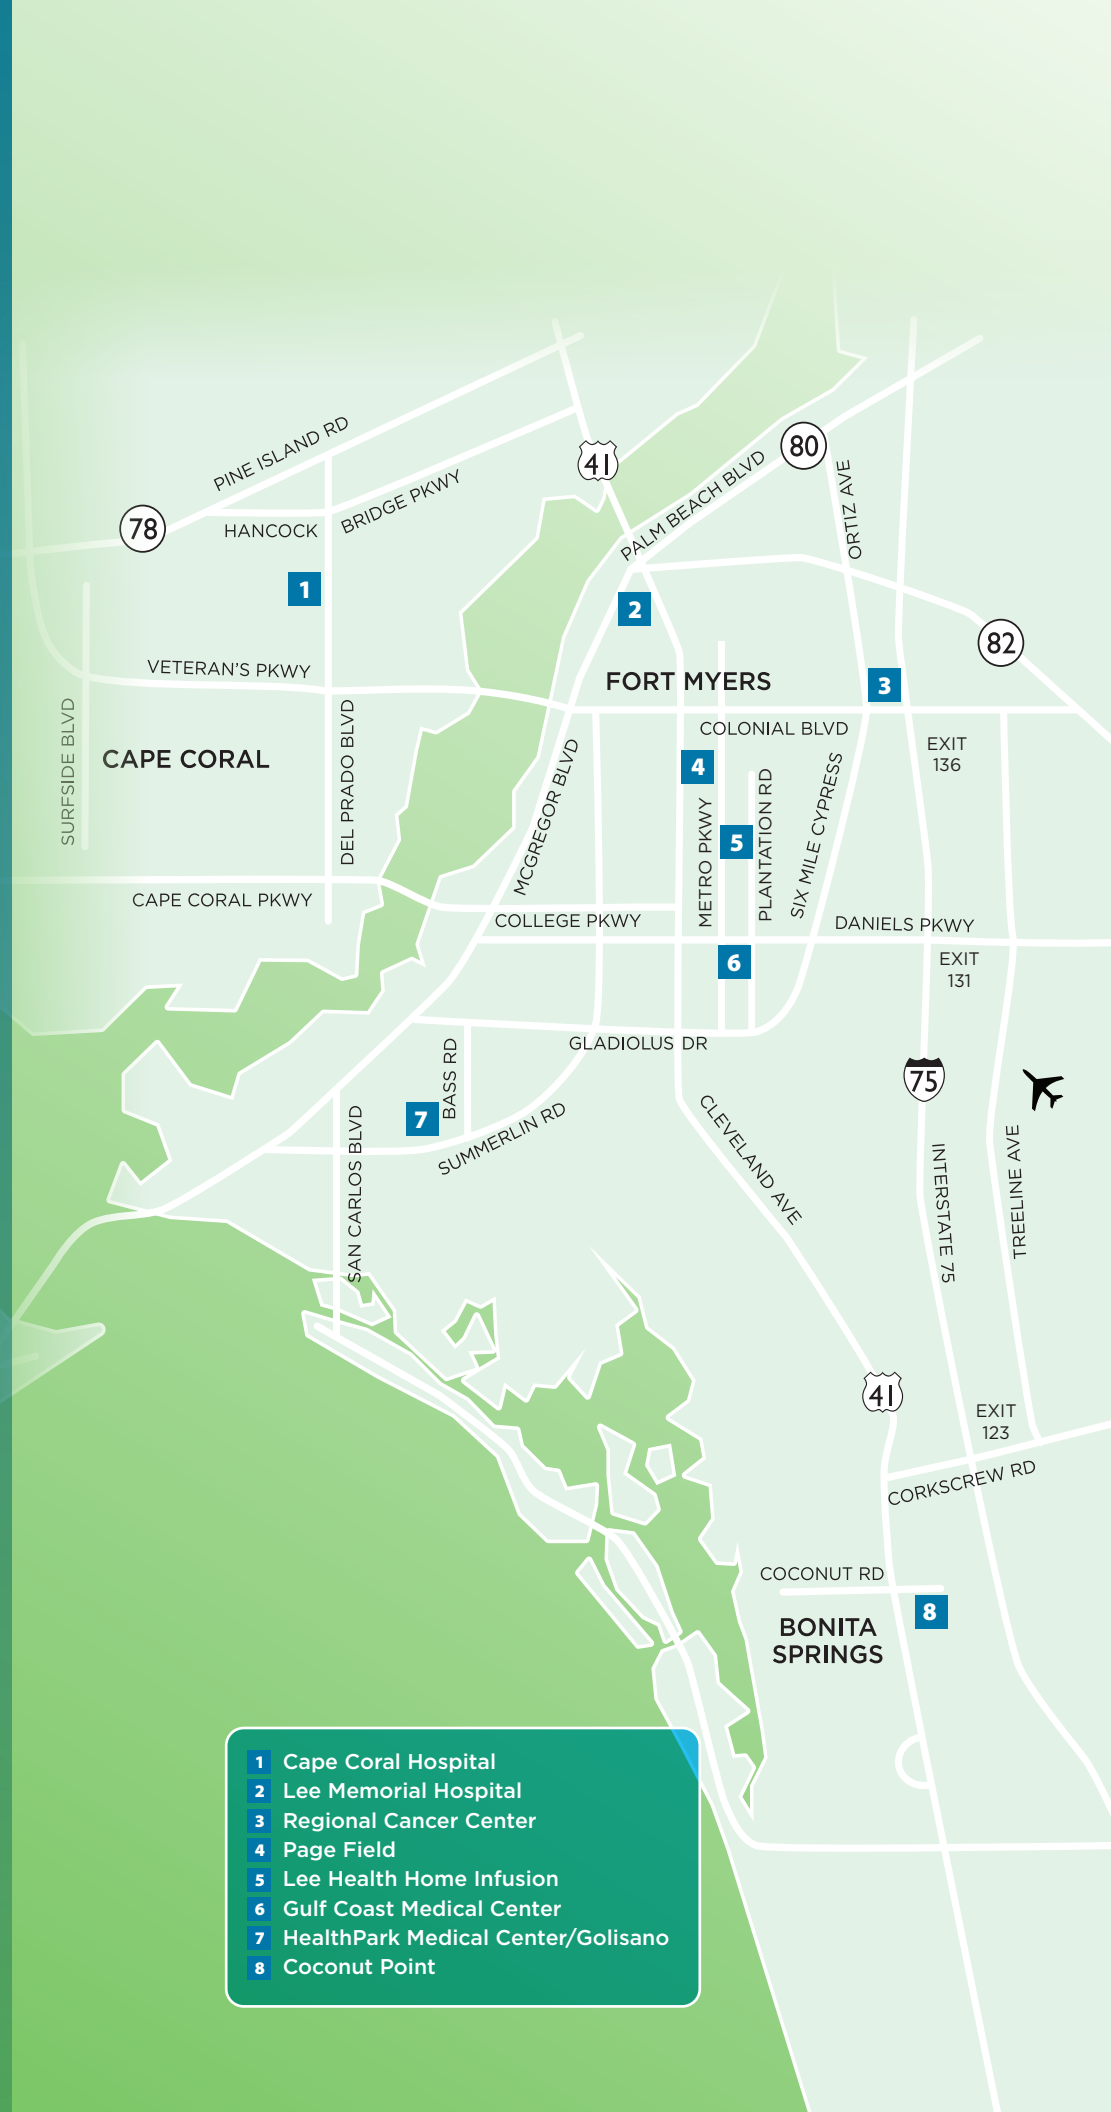 PINE ISLAND RD
41
80
PALM BEACH BLVD
ORTIZ AVE
BRIDGE PKWY
78
HANCOCK
1
2
82
VETERAN'S PKWY
FORT MYERS
3
SURFSIDE BLVD
CAPE CORAL
DEL PRADO BLVD
MCGREGOR BLVD
COLONIAL BLVD
EXIT
136
4
METRO PKWY
5
PLANTATION RD
SIX MILE CYPRESS
CAPE CORAL PKWY
COLLEGE PKWY
DANIELS PKWY
6
EXIT
131
GLADIOLUS DR
BASS RD
75
7
SUMMERLIN RD
SAN CARLOS BLVD
CLEVELAND AVE
INTERSTATE 75
TREELINE AVE
41
EXIT
123
CORKSCREW RD
COCONUT RD
8
BONITA
SPRINGS
1 Cape Coral Hospital
2 Lee Memorial Hospital
3 Regional Cancer Center
4 Page Field
5 Lee Health Home Infusion
6 Gulf Coast Medical Center
7 HealthPark Medical Center/Golisano
8 Coconut Point